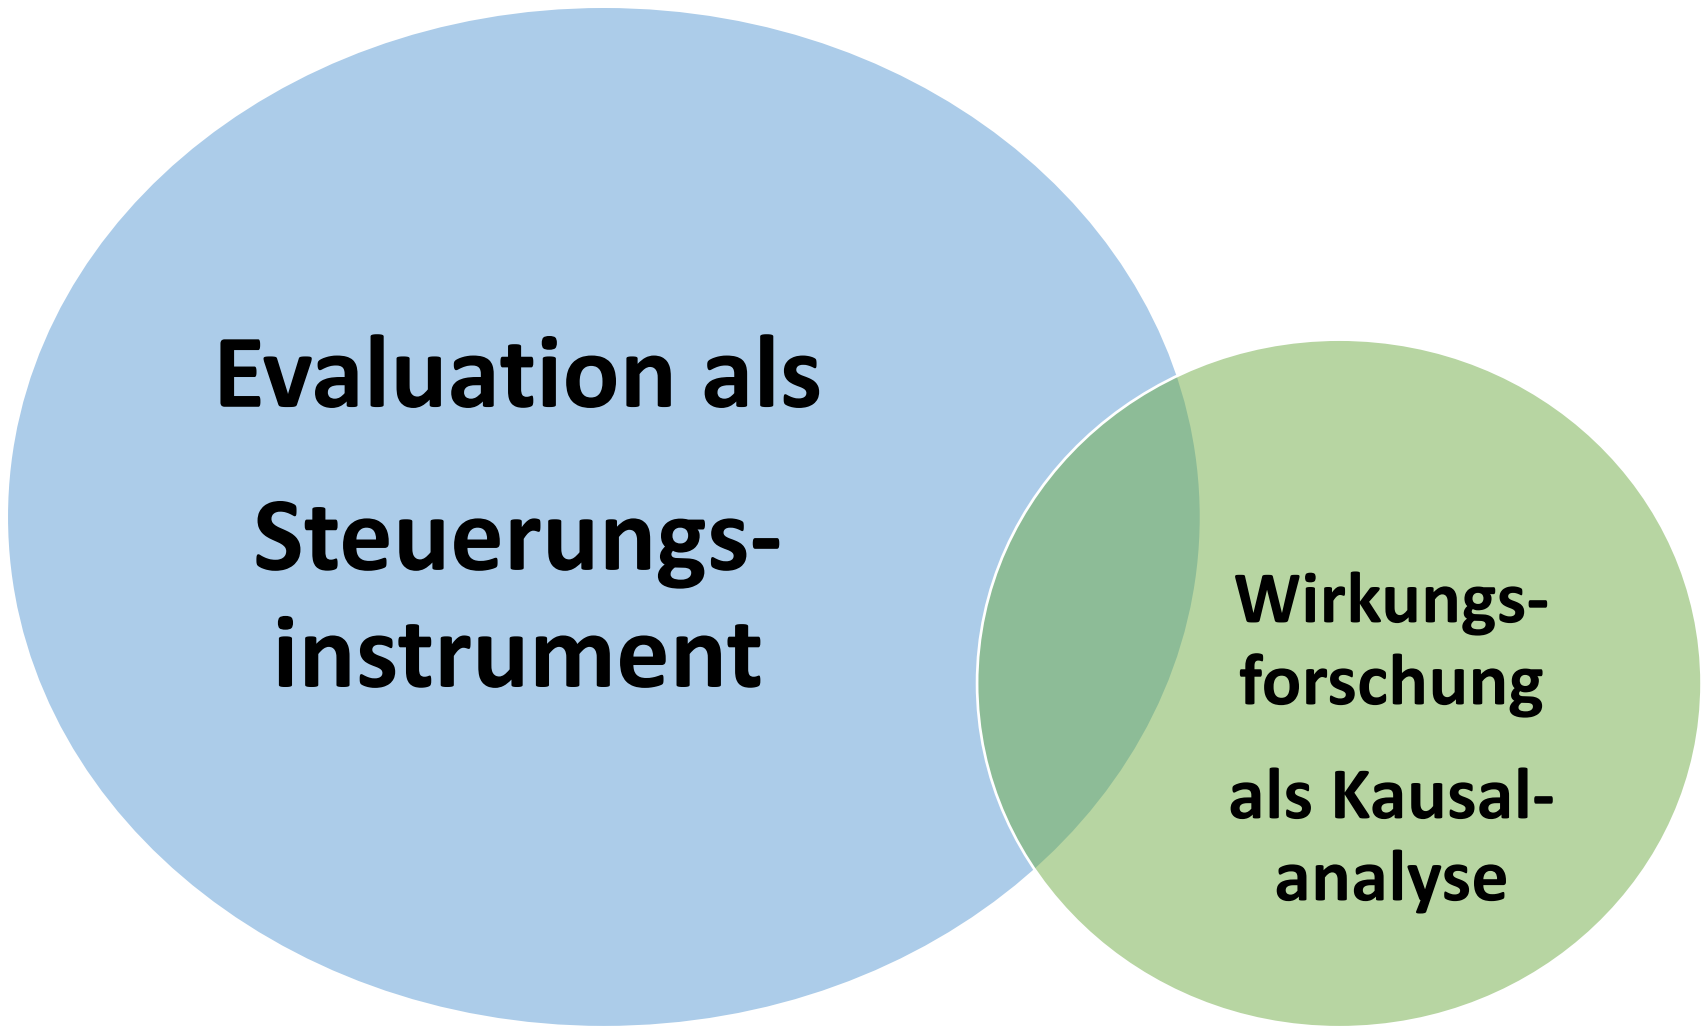 Evaluation als
Steuerungs-
instrument
Wirkungs-
forschung
als Kausal-
analyse